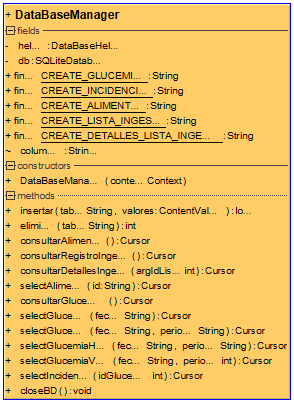 + DataBaseManager
fields
- hel... :DataBaseHel...
- db:SQLiteDatab...
+ fin... CREATE_GLUCEMI... :String
+ fin... CREATE_INCIDENCI... :String
+ fin... CREATE_ALIMENT... :String
+ fin... CREATE_LISTA_INGES... :String
+ fin... CREATE_DETALLES_LISTA_INGE... :String
~ colum... :Strin...
constructors
+ DataBaseMana... (conte... Context)
methods
+ insertar(tab... String, valores:ContentVal... ):lo...
+ elimi... (tab... String):int
+ consultarAlimen... ():Cursor
+ consultarRegistroInge... ():Cursor
+ consultarDetallesInge... (argIdLis... int):Cursor
+ selectAlime... (id:String):Cursor
+ consultarGluce... ():Cursor
+ selectGluce... (fec... String):Cursor
+ selectGluce... (fec... String, perio... String):Cursor
+ selectGlucemiaH... (fec... String, perio... String):Cursor
+ selectGlucemiaV... (fec... String, perio... int):Cursor
+ selectInciden... (idGluce... int):Cursor
+ closeBD():void